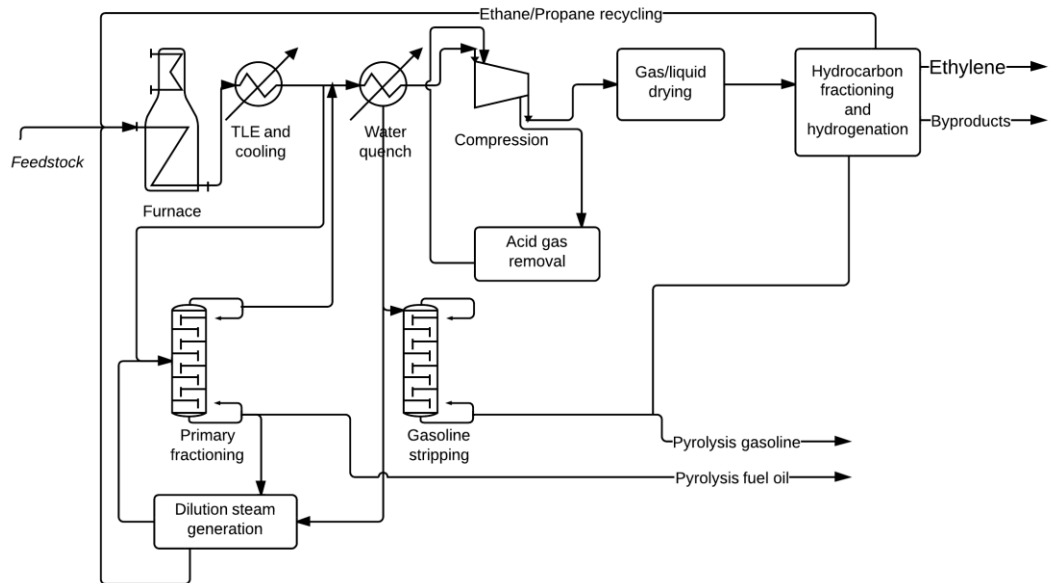 Ethane/Propane recycling
Feedstock
Furnace
TLE and
cooling
Water
quench
Compression
Gas/liquid
drying
Hydrocarbon
fractioning
and
hydrogenation
Ethylene
Byproducts
Acid gas
removal
Primary
fractioning
Gasoline
stripping
Pyrolysis gasoline
Pyrolysis fuel oil
Dilution steam
generation